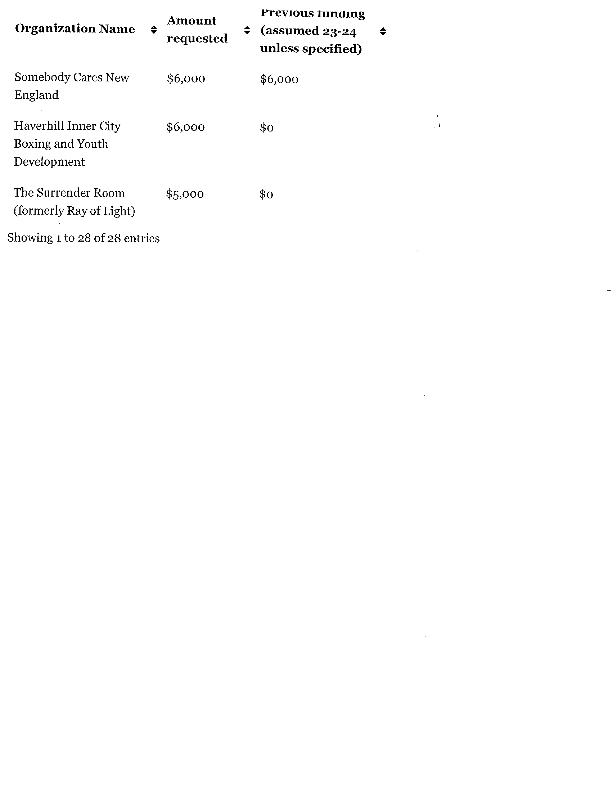 Organization Name
Amount
requested
Previous funding
(assumed 23-24
unless specified)
Somebody Cares New
England
$6,000
$6,000
Haverhill Inner City
Boxing and Youth
Development
$6,000
$0
The Surrender Room
(formerly Ray of Light)
$5,000
$0
Showing 1 to 28 of 28 entries